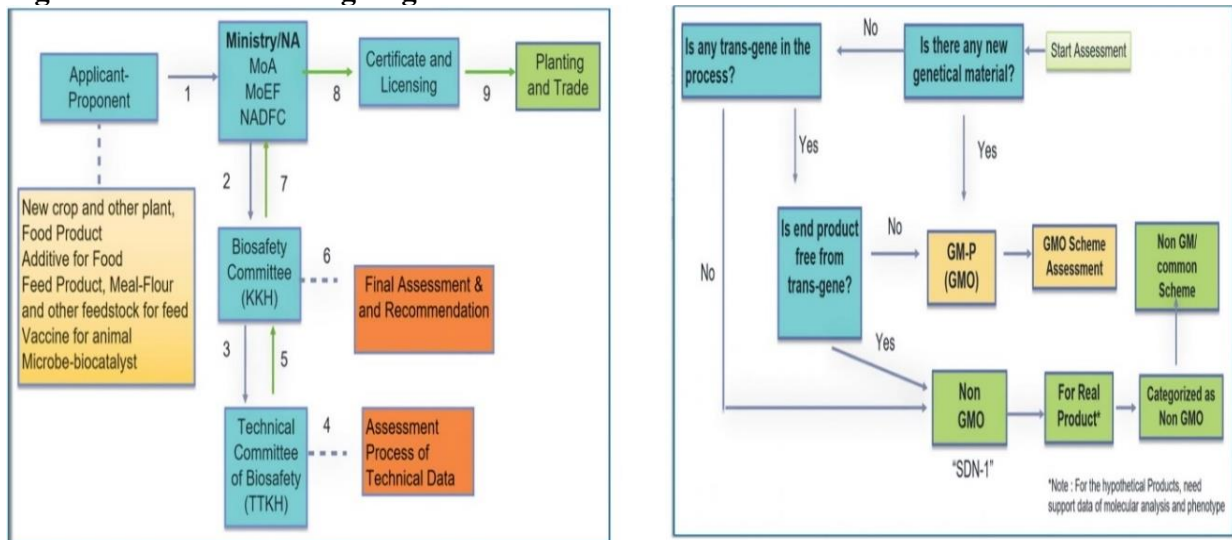 Applicant-
Proponent
1
Ministry/NA
MoA
MoEF
NADFC
8
Certificate and
Licensing
9
Planting
and Trade
2
7
New crop and other plant,
Food Product
Additive for Food
Feed Product, Meal-Flour
and other feedstock for feed
Vaccine for animal
Microbe-biocatalyst
Biosafety
Committee
(KKH)
6
Final Assessment &
and Recommendation
3
5
Technical
Committee
of Biosafety
(TTKH)
4
Assessment
Process of
Technical Data
Start Assessment
Is there any new
genetical material?
No
Is any trans-gene in the
process?
Yes
Yes
No
Is end product
free from
trans-gene?
No
GM-P
(GMO)
GMO Scheme
Assessment
Non GM/
common
Scheme
Yes
Non
GMO
"SDN-1"
For Real
Product*
Categorized as
Non GMO
*Note : For the hypothetical Products, need
support data of molecular analysis and phenotype